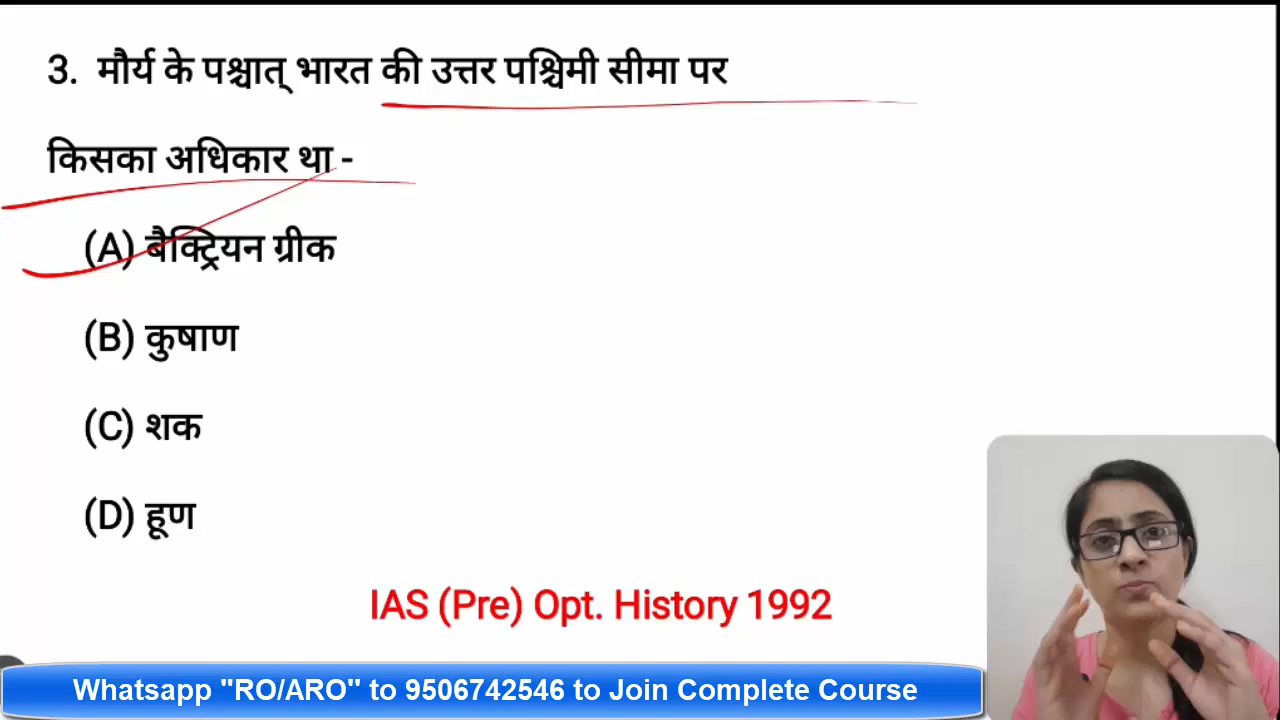 3. मौर्य के पश्चात् भारत की उत्तर पश्चिमी सीमा पर
किसका अधिकार था -
(A) बैक्ट्रियन ग्रीक
(B) कुषाण
(C) शक
(D) हूण
IAS (Pre) Opt. History 1992
Whatsapp "RO/ARO" to 9506742546 to Join Complete Course